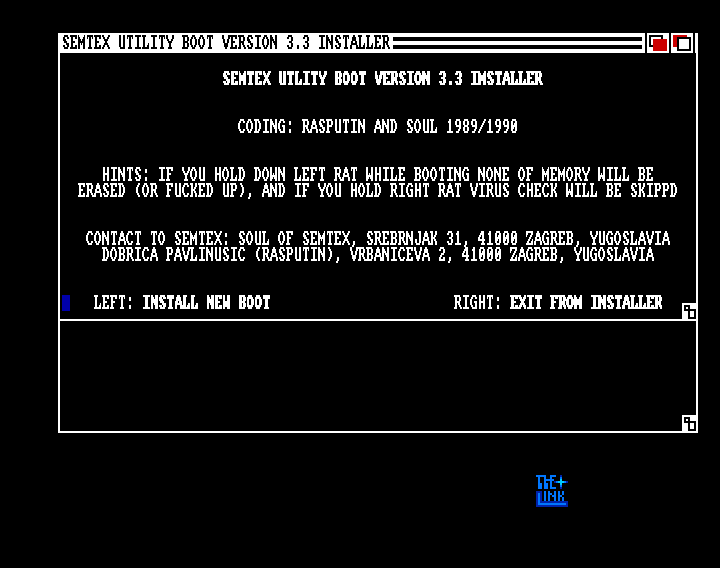 SEMTEX UTILITY BOOT VERSION 3.3 INSTALLER
SEMTEX UTLITY BOOT VERSION 3.3 IMSTALLER
CODING: RASPUTIN AND SOUL 1989/1990
HINTS: IF YOU HOLD DOWN LEFT RAT WHILE BOOTING NONE OF MEMORY WILL BE
ERASED (OR FUCKED UP), AND IF YOU HOLD RIGHT RAT VIRUS CHECK WILL BE SKIPPD
CONTACT TO SEMTEX: SOUL OF SEMTEX, SREBRNJAK 31, 41000 ZAGREB, YUGOSLAVIA
DOBRICA PAVLINUSIC (RASPUTIN), VRBANICEVA 2, 41000 ZAGREB, YUGOSLAVIA
LEFT: INSTALL NEW BOOT RIGHT: EXIT FROM INSTALLER
THE
LINK